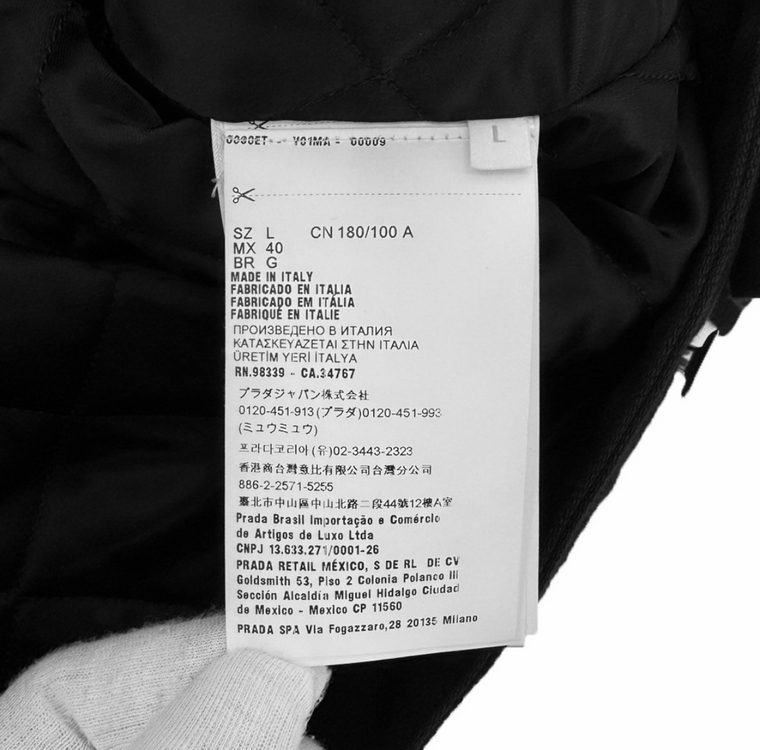 L
Y01MA - 00009
SZ L CN 180/100 A
MX 40
BR G
MADE IN ITALY
FABRICADO EN ITALIA
FABRICADO EM ITÁLIA
FABRIQUÉ EN ITALIE
ПРОИЗВЕДЕНО В ИТАЛИЯ
ΚΑΤΑΣΚΕΥΑΖΕΤΑΙ ΣΤΗΝ ΙΤΑΛΙΑ
ÜRETİM YERİ İTALYA
RN.98339 - CA.34767
プラダジャパン株式会社
0120-451-913(プラダ)0120-451-993
(ミュウミュウ)
프라다코리아(유)02-3443-2323
香港商台灣意比有限公司台灣分公司
886-2-2571-5255
臺北市中山區中山北路二段44號12樓A室
Prada Brasil Importação e Comércio
de Artigos de Luxo Ltda
CNPJ 13.633.271/0001-26
PRADA RETAIL MÉXICO, S DE RL DE CV
Goldsmith 53, Piso 2 Colonia Polanco III
Sección Alcaldía Miguel Hidalgo Ciudad
de Mexico - Mexico CP 11560
PRADA SPA Via Fogazzaro,28 20135 Milano